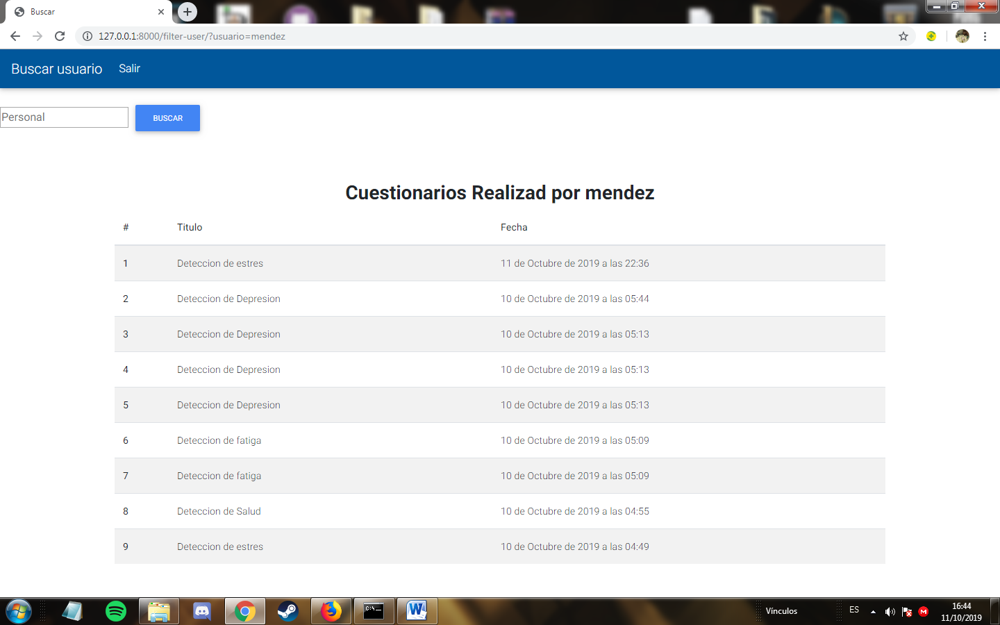 Buscar
127.0.0.1:8000/filter-user/?usuario=mendez
Buscar usuario Salir
Personal BUSCAR
Cuestionarios Realizad por mendez
# Titulo Fecha
1 Deteccion de estres 11 de Octubre de 2019 a las 22:36
2 Deteccion de Depresion 10 de Octubre de 2019 a las 05:44
3 Deteccion de Depresion 10 de Octubre de 2019 a las 05:13
4 Deteccion de Depresion 10 de Octubre de 2019 a las 05:13
5 Deteccion de Depresion 10 de Octubre de 2019 a las 05:13
6 Deteccion de fatiga 10 de Octubre de 2019 a las 05:09
7 Deteccion de fatiga 10 de Octubre de 2019 a las 05:09
8 Deteccion de Salud 10 de Octubre de 2019 a las 04:55
9 Deteccion de estres 10 de Octubre de 2019 a las 04:49
Vínculos ES 16:44
11/10/2019